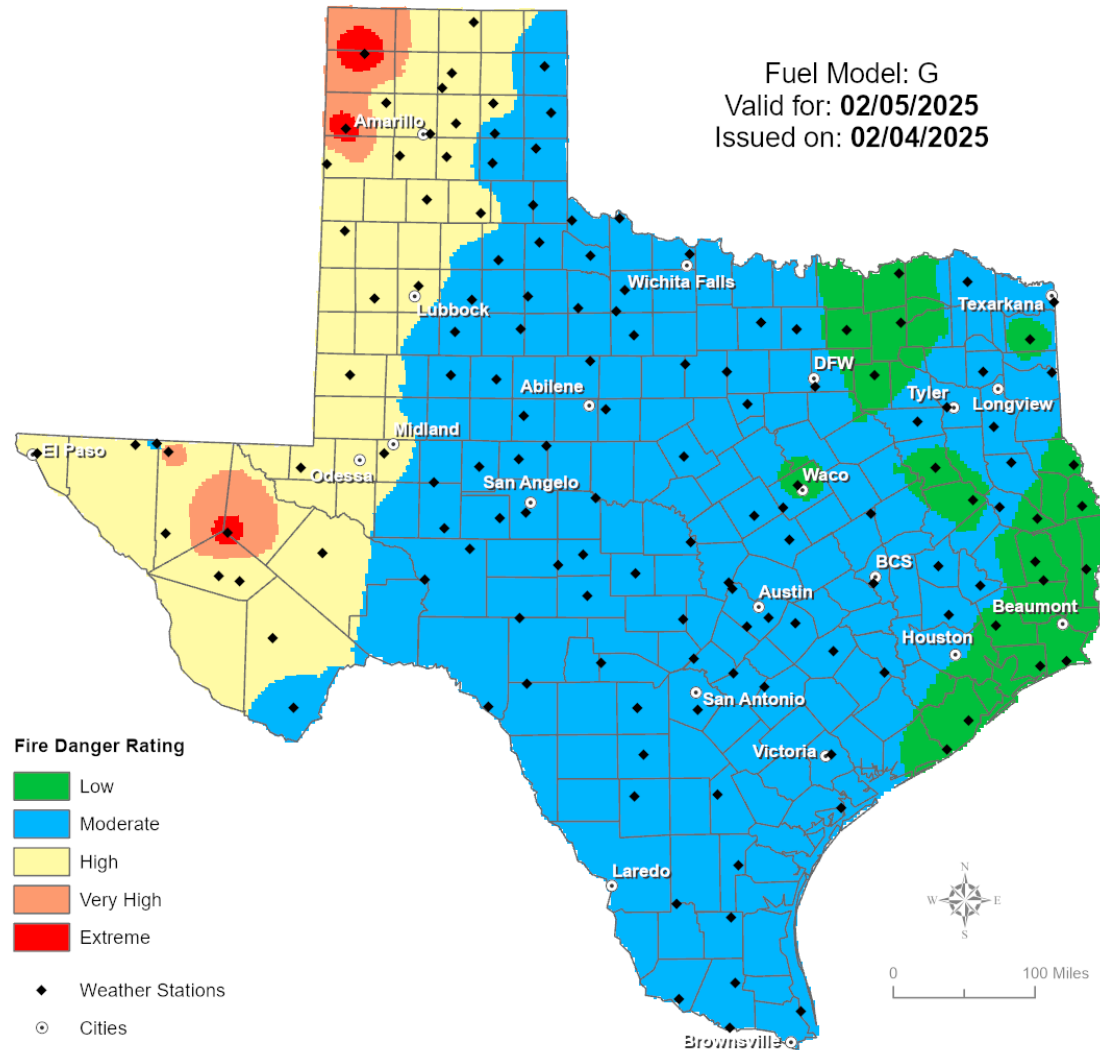 Fuel Model: G
Valid for: 02/05/2025
Issued on: 02/04/2025
Amarillo
Wichita Falls
Lubbock
Texarkana
DFW
Abilene
Tyler
Longview
Midland
El Paso
Odessa
San Angelo
Waco
BCS
Austin
Beaumont
Houston
San Antonio
Victoria
Fire Danger Rating
Low
Moderate
High
Very High
Extreme
Weather Stations
Cities
Laredo
Brownsville
N
W E
S
0 100 Miles